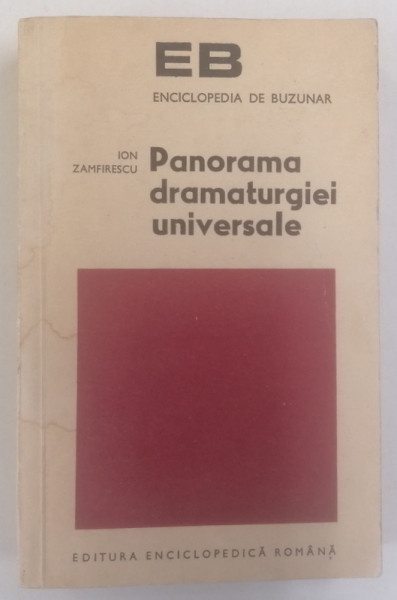 EB
ENCICLOPEDIA DE BUZUNAR
ION
ZAMFIRESCU
Panorama
dramaturgiei
universale
EDITURA ENCICLOPEDICĂ ROMÂNĂ